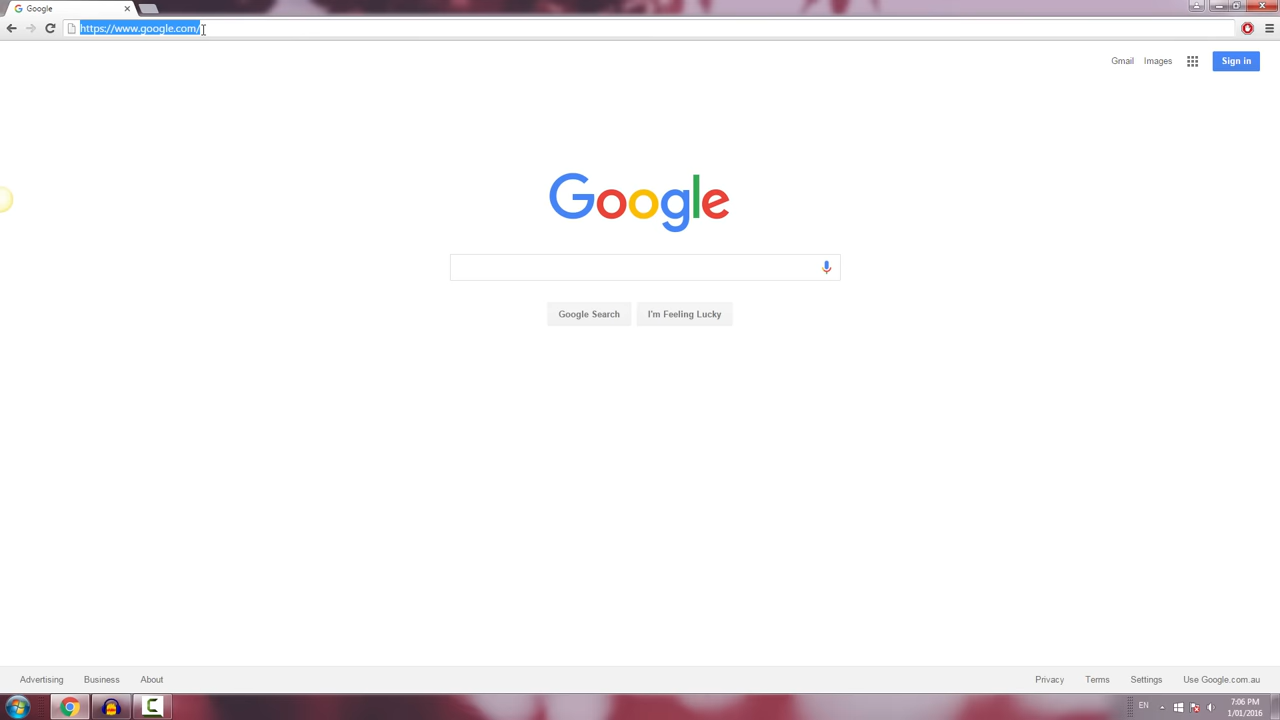 Google
https://www.google.com/
Gmail Images Sign in
Google
Google Search I'm Feeling Lucky
Advertising Business About Privacy Terms Settings Use Google.com.au
EN 7:06 PM
1/01/2016